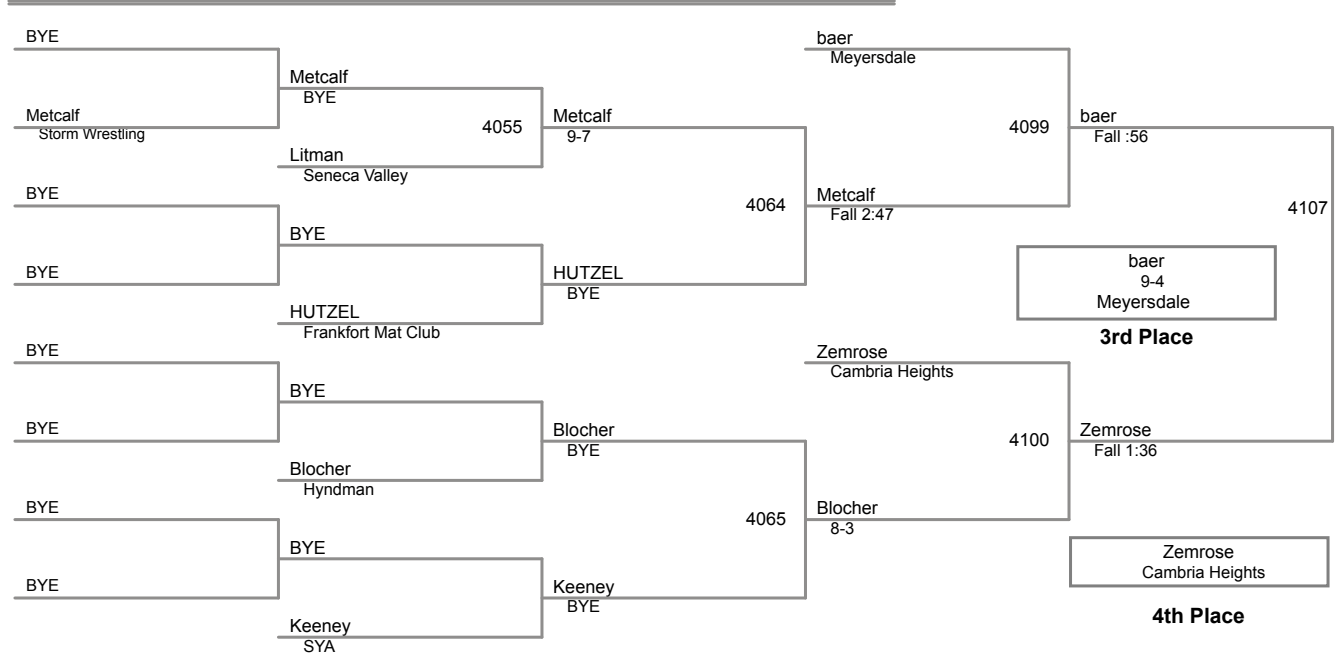 BYE
Metcalf
Storm Wrestling
BYE
BYE
BYE
BYE
BYE
BYE
Metcalf
BYE
Litman
Seneca Valley
BYE
HUTZEL
Frankfort Mat Club
BYE
Blocher
Hyndman
BYE
Keeney
SYA
4055
Metcalf
9-7
HUTZEL
BYE
Blocher
BYE
Keeney
BYE
4064
4065
baer
Meyersdale
Metcalf
Fall 2:47
Zemrose
Cambria Heights
Blocher
8-3
4099
4100
baer
Fall :56
Zemrose
Fall 1:36
4107
baer
9-4
Meyersdale
3rd Place
Zemrose
Cambria Heights
4th Place